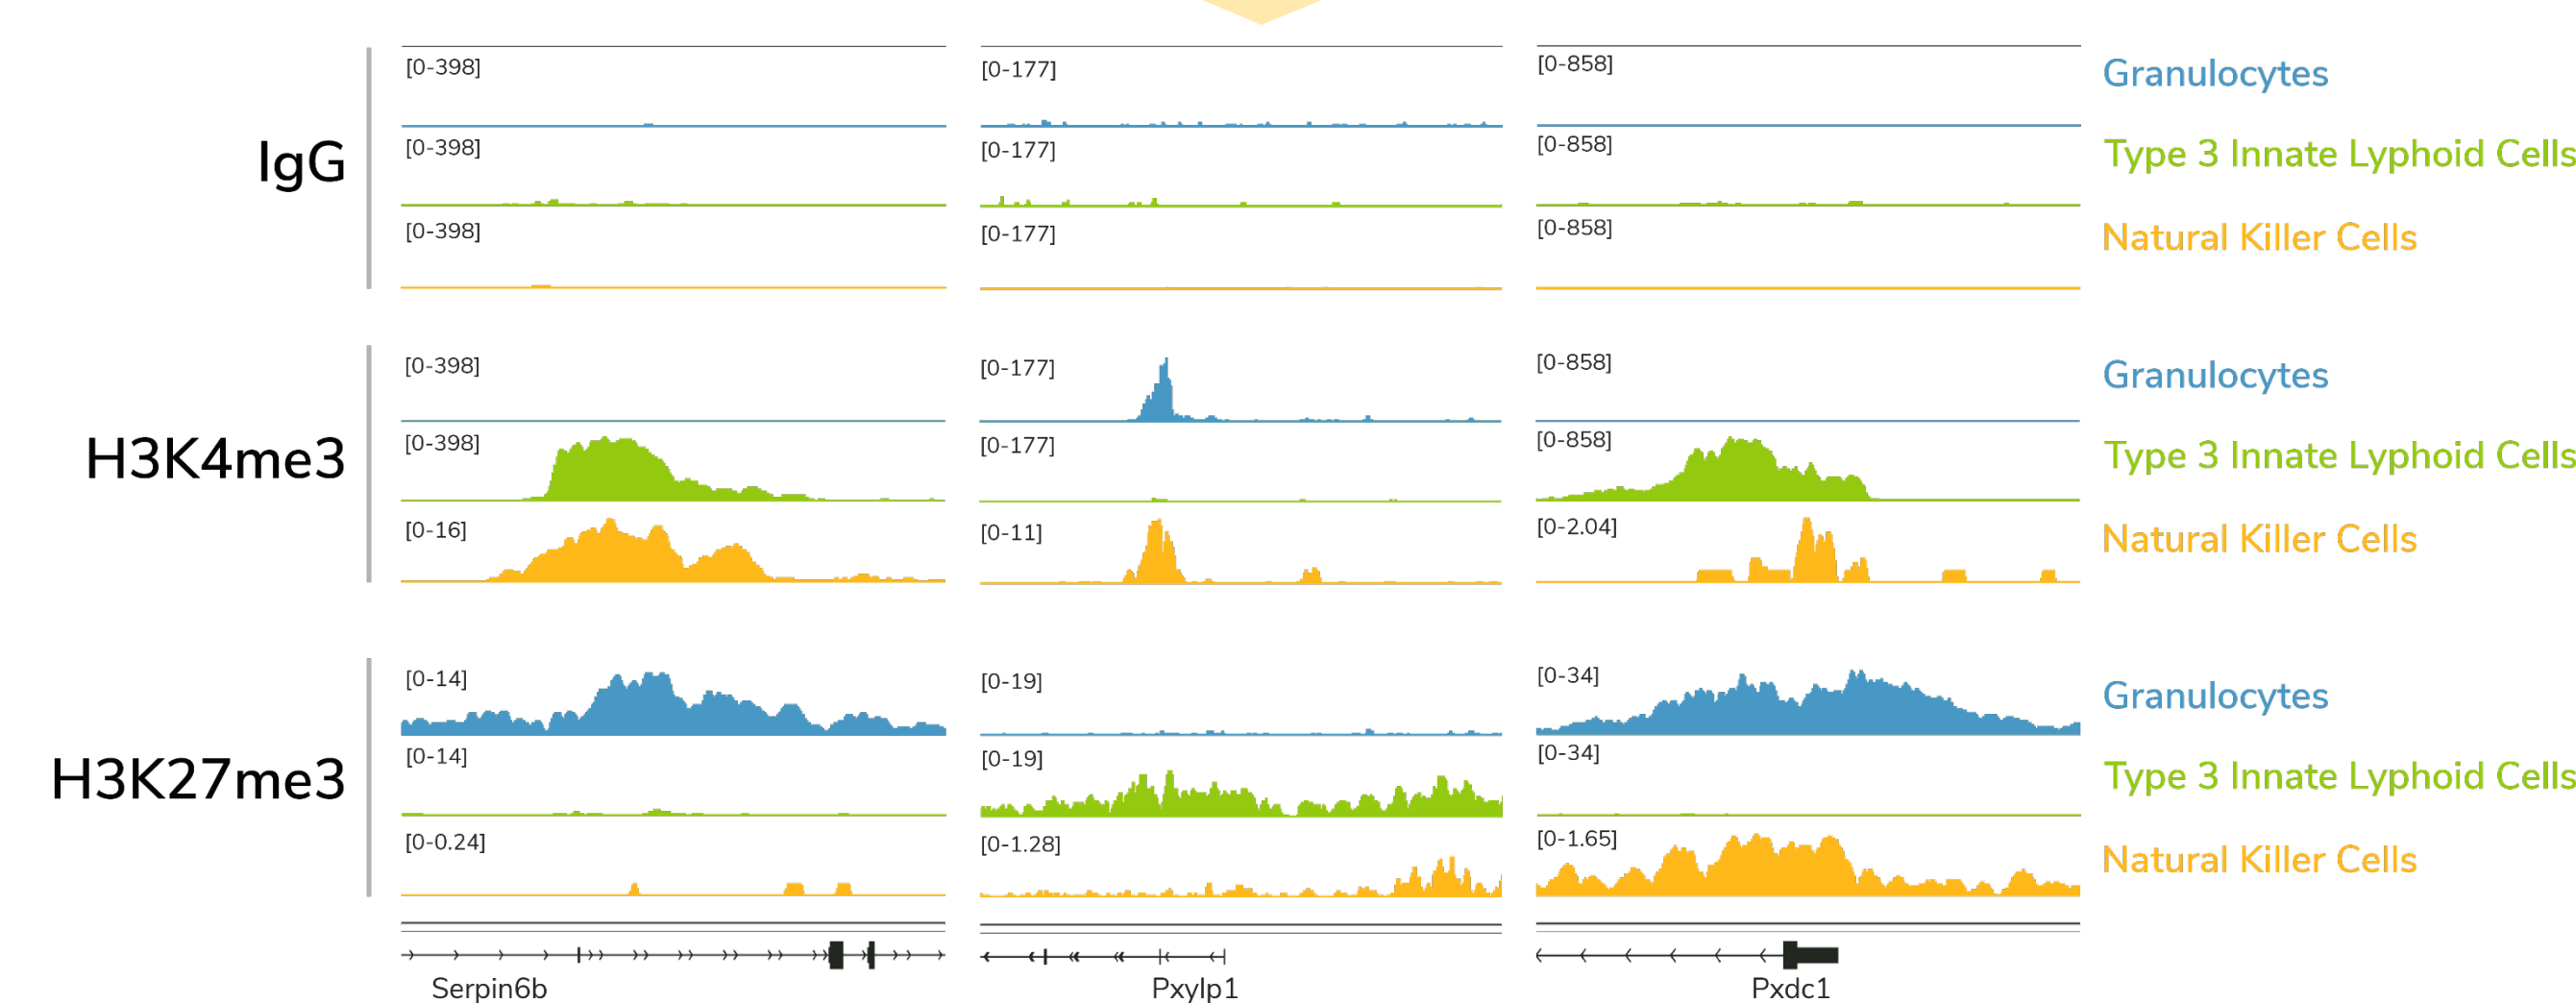 [0-398] [0-177] [0-858] Granulocytes
[0-398] [0-177] [0-858] Type 3 Innate Lyphoid Cells
IgG
[0-398] [0-177] [0-858] Natural Killer Cells
[0-398] [0-177] [0-858] Granulocytes
[0-398] [0-177] [0-858] Type 3 Innate Lyphoid Cells
H3K4me3
[0-16] [0-11] [0-2.04] Natural Killer Cells
[0-14] [0-19] [0-34] Granulocytes
[0-14] [0-19] [0-34] Type 3 Innate Lyphoid Cells
H3K27me3
[0-0.24] [0-1.28] [0-1.65] Natural Killer Cells
Serpin6b Pxylp1 Pxdc1